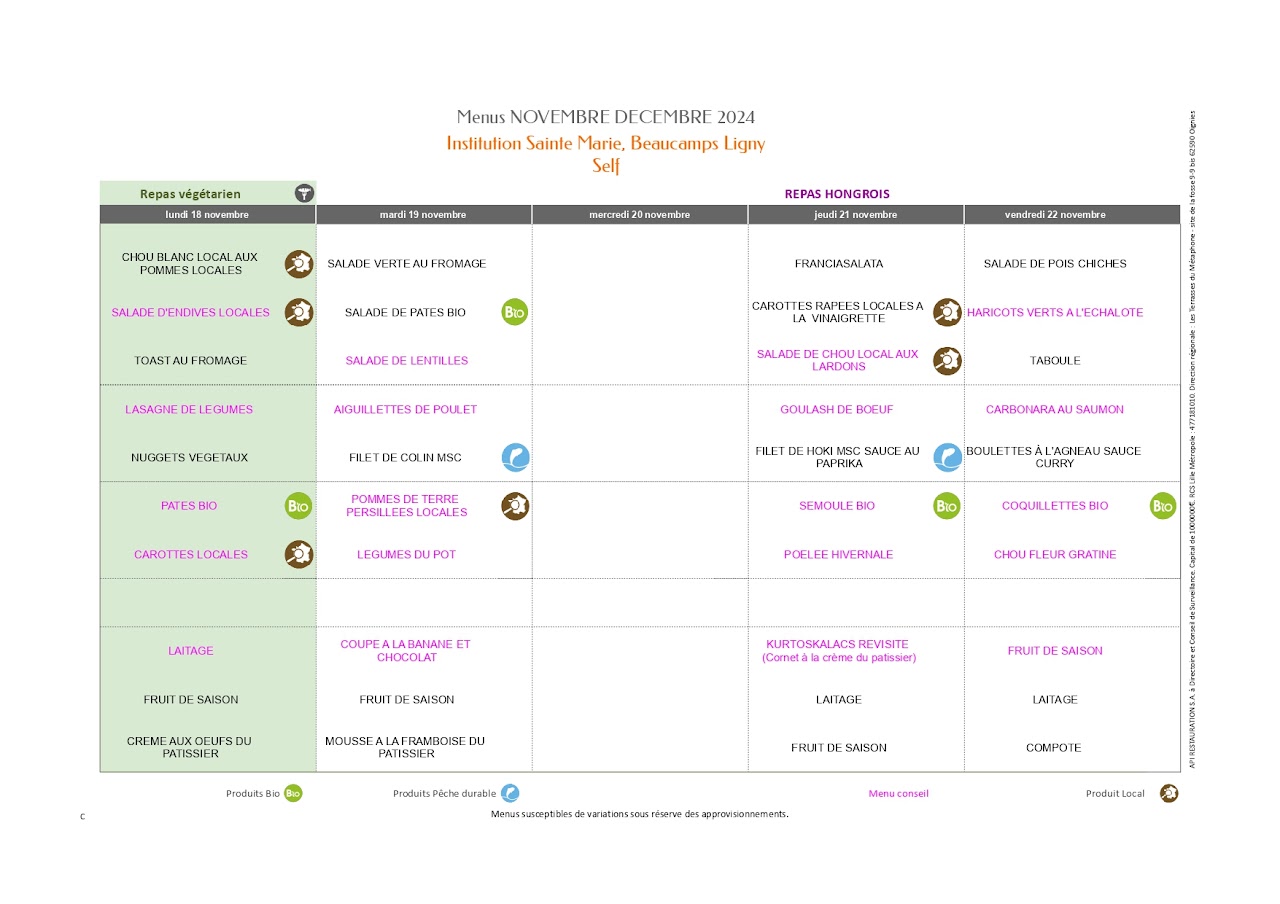 Menus NOVEMBRE DECEMBRE 2024
Institution Sainte Marie, Beaucamps Ligny
Self
Repas végétarien
REPAS HONGROIS
lundi 18 novembre
mardi 19 novembre
mercredi 20 novembre
jeudi 21 novembre
vendredi 22 novembre
CHOU BLANC LOCAL AUX
POMMES LOCALES
SALADE VERTE AU FROMAGE
FRANCIASALATA
SALADE DE POIS CHICHES
SALADE D'ENDIVES LOCALES
SALADE DE PATES BIO
Bio
CAROTTES RAPEES LOCALES A
LA VINAIGRETTE
HARICOTS VERTS A L'ECHALOTE
TOAST AU FROMAGE
SALADE DE LENTILLES
SALADE DE CHOU LOCAL AUX
LARDONS
TABOULE
LASAGNE DE LEGUMES
AIGUILLETTES DE POULET
GOULASH DE BOEUF
CARBONARA AU SAUMON
NUGGETS VEGETAUX
FILET DE COLIN MSC
FILET DE HOKI MSC SAUCE AU
PAPRIKA
BOULETTES À L'AGNEAU SAUCE
CURRY
PATES BIO
Bio
POMMES DE TERRE
PERSILLEES LOCALES
SEMOULE BIO
Bio
COQUILLETTES BIO
Bio
CAROTTES LOCALES
LEGUMES DU POT
POELEE HIVERNALE
CHOU FLEUR GRATINE
LAITAGE
COUPE A LA BANANE ET
CHOCOLAT
KURTOSKALACS REVISITE
(Cornet à la crème du patissier)
FRUIT DE SAISON
FRUIT DE SAISON
FRUIT DE SAISON
LAITAGE
LAITAGE
CREME AUX OEUFS DU
PATISSIER
MOUSSE A LA FRAMBOISE DU
PATISSIER
FRUIT DE SAISON
COMPOTE
Produits Bio
Bio
Produits Pêche durable
Menu conseil
Produit Local
Menus susceptibles de variations sous réserve des approvisionnements.
C
API RESTAURATION S.A. à Directoire et Conseil de Surveillance. Capital de 1000000€. RCS Lille Métropole : 477181010. Direction régionale : Les Terrasses du Métaphone - site de la fosse 9-9 bis 62590 Oignies